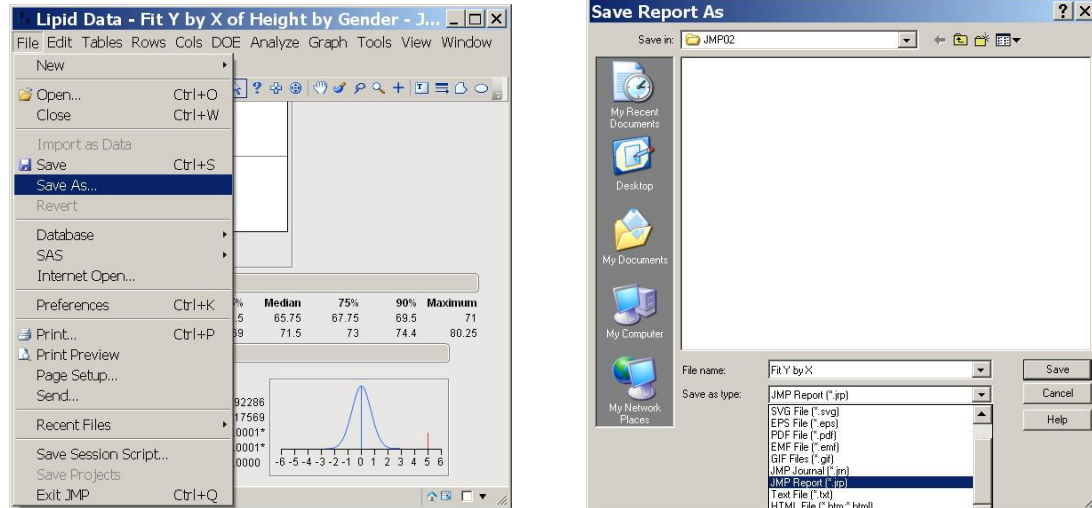 Lipid Data - Fit Y by X of Height by Gender - J...
File Edit Tables Rows Cols DOE Analyze Graph Tools View Window
New
Open... Ctrl+O
Close Ctrl+W
Import as Data
Save Ctrl+S
Save As...
Revert
Database
SAS
Internet Open...
Preferences Ctrl+K
Print... Ctrl+P
Print Preview
Page Setup...
Send...
Recent Files
Save Session Script...
Save Projects
Exit JMP Ctrl+Q
% Median 75% 90% Maximum
.5 65.75 67.75 69.5 71
69 71.5 73 74.4 80.25
92286
17569
0001*
0001*
0000
-6 -5 -4 -3 -2 -1 0 1 2 3 4 5 6
Save Report As
Save in: JMP02
My Recent
Documents
Desktop
My Documents
My Computer
My Network
Places
File name: Fit Y by X Save
Save as type: JMP Report (*.jrp) Cancel
Help
SVG File (*.svg)
EPS File (*.eps)
PDF File (*.pdf)
EMF File (*.emf)
GIF Files (*.gif)
JMP Journal (*.jrn)
JMP Report (*.jrp)
Text File (*.txt)
HTML File (*.htm;*.html)